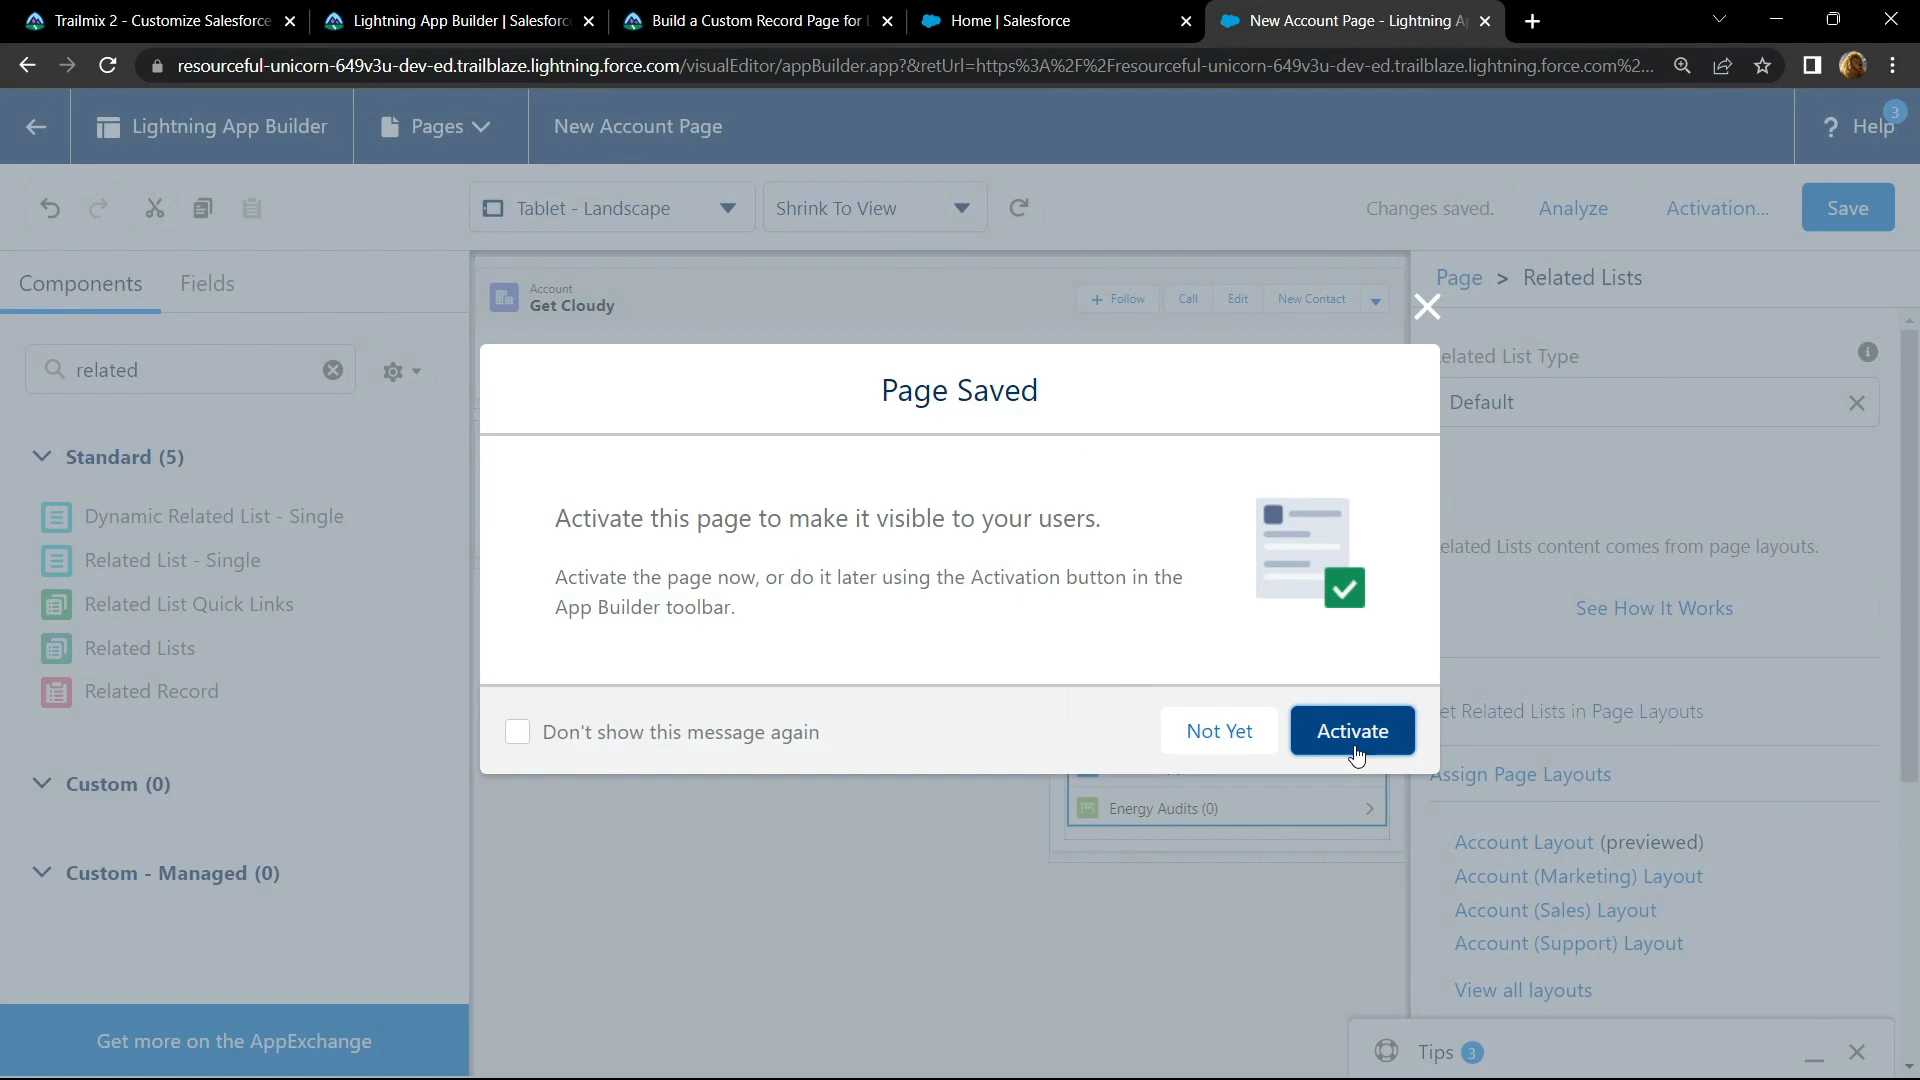 Trailmix 2 - Customize Salesforce
Lightning App Builder | Salesforc
Build a Custom Record Page for L
Home | Salesforce
New Account Page - Lightning A
resourceful-unicorn-649v3u-dev-ed.trailblaze.lightning.force.com/visualEditor/appBuilder.app?&retUrl=https%3A%2F%2Fresourceful-unicorn-649v3u-dev-ed.trailblaze.lightning.force.com%2...
Lightning App Builder
Pages
New Account Page
? Help
3
Tablet - Landscape
Shrink To View
Changes saved.
Analyze
Activation...
Save
Components
Fields
related
Standard (5)
Dynamic Related List - Single
Related List - Single
Related List Quick Links
Related Lists
Related Record
Custom (0)
Custom - Managed (0)
Get more on the AppExchange
Account
Get Cloudy
+ Follow
Call
Edit
New Contact
Page Saved
Activate this page to make it visible to your users.
Activate the page now, or do it later using the Activation button in the
App Builder toolbar.
Don't show this message again
Not Yet
Activate
Energy Audits (0)
Page > Related Lists
elated List Type
Default
elated Lists content comes from page layouts.
See How It Works
et Related Lists in Page Layouts
Assign Page Layouts
Account Layout (previewed)
Account (Marketing) Layout
Account (Sales) Layout
Account (Support) Layout
View all layouts
Tips 3